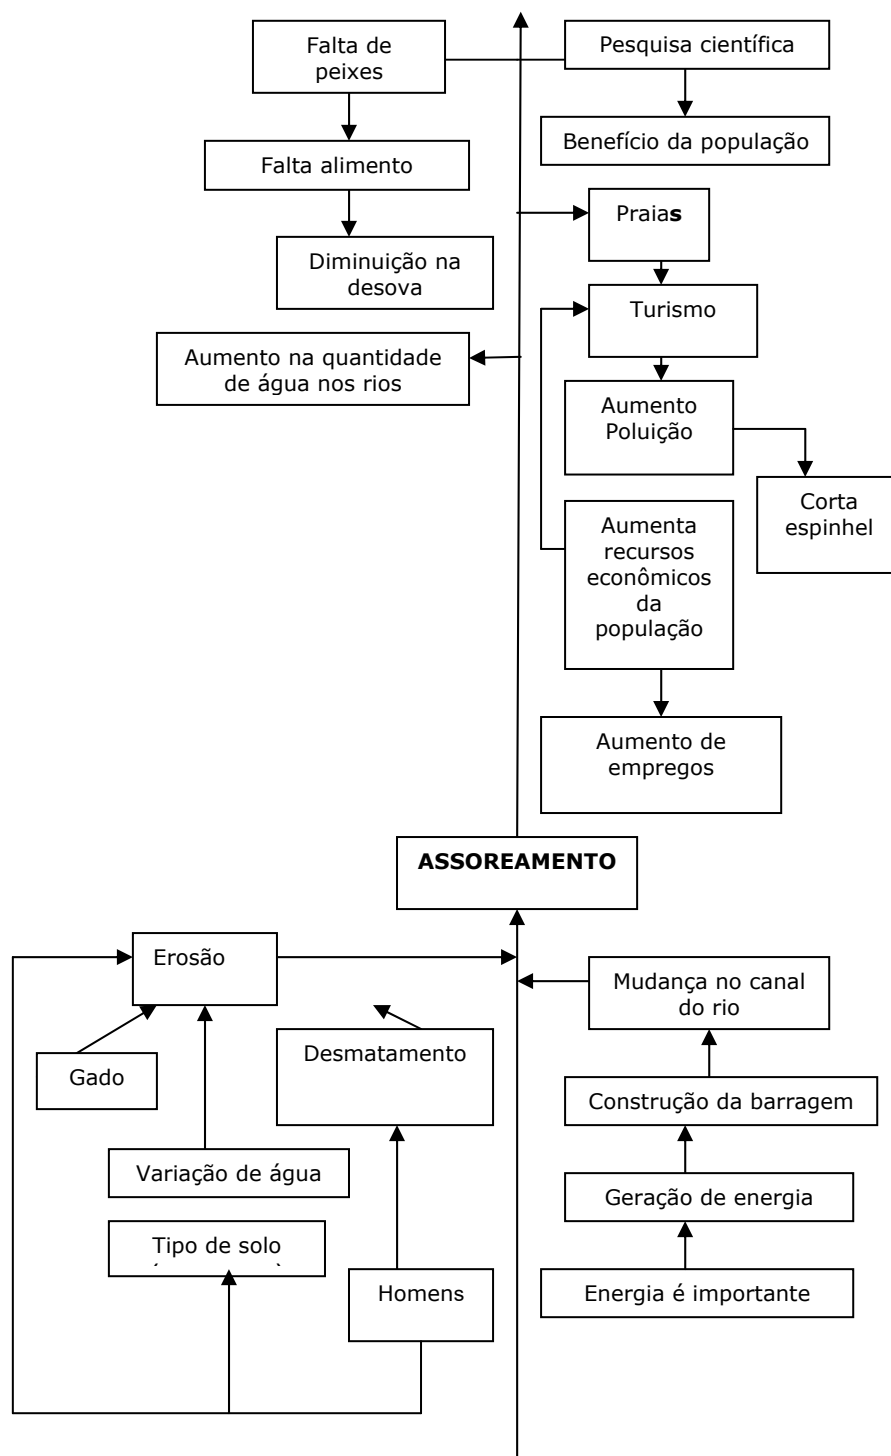 Falta de
peixes
Pesquisa científica
Benefício da população
Falta alimento
Praias
Diminuição na
desova
Turismo
Aumento na quantidade
de água nos rios
Aumento
Poluição
Corta
espinhel
Aumenta
recursos
econômicos
da
população
Aumento de
empregos
ASSOREAMENTO
Erosão
Mudança no canal
do rio
Desmatamento
Gado
Construção da barragem
Variação de água
Geração de energia
Tipo de solo
Homens
Energia é importante